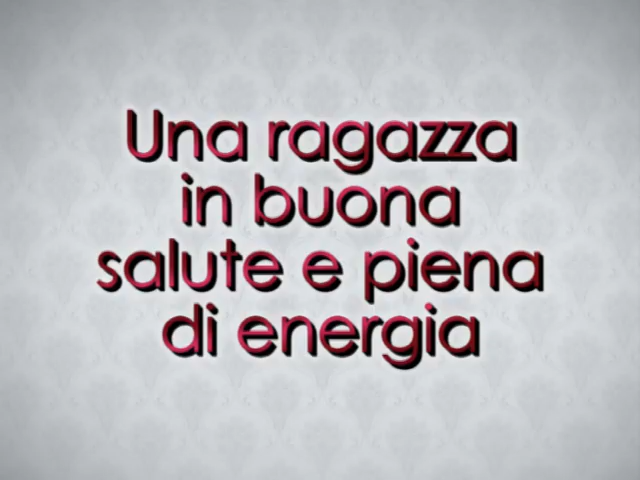 Una ragazza
in buona
salute e piena
di energia